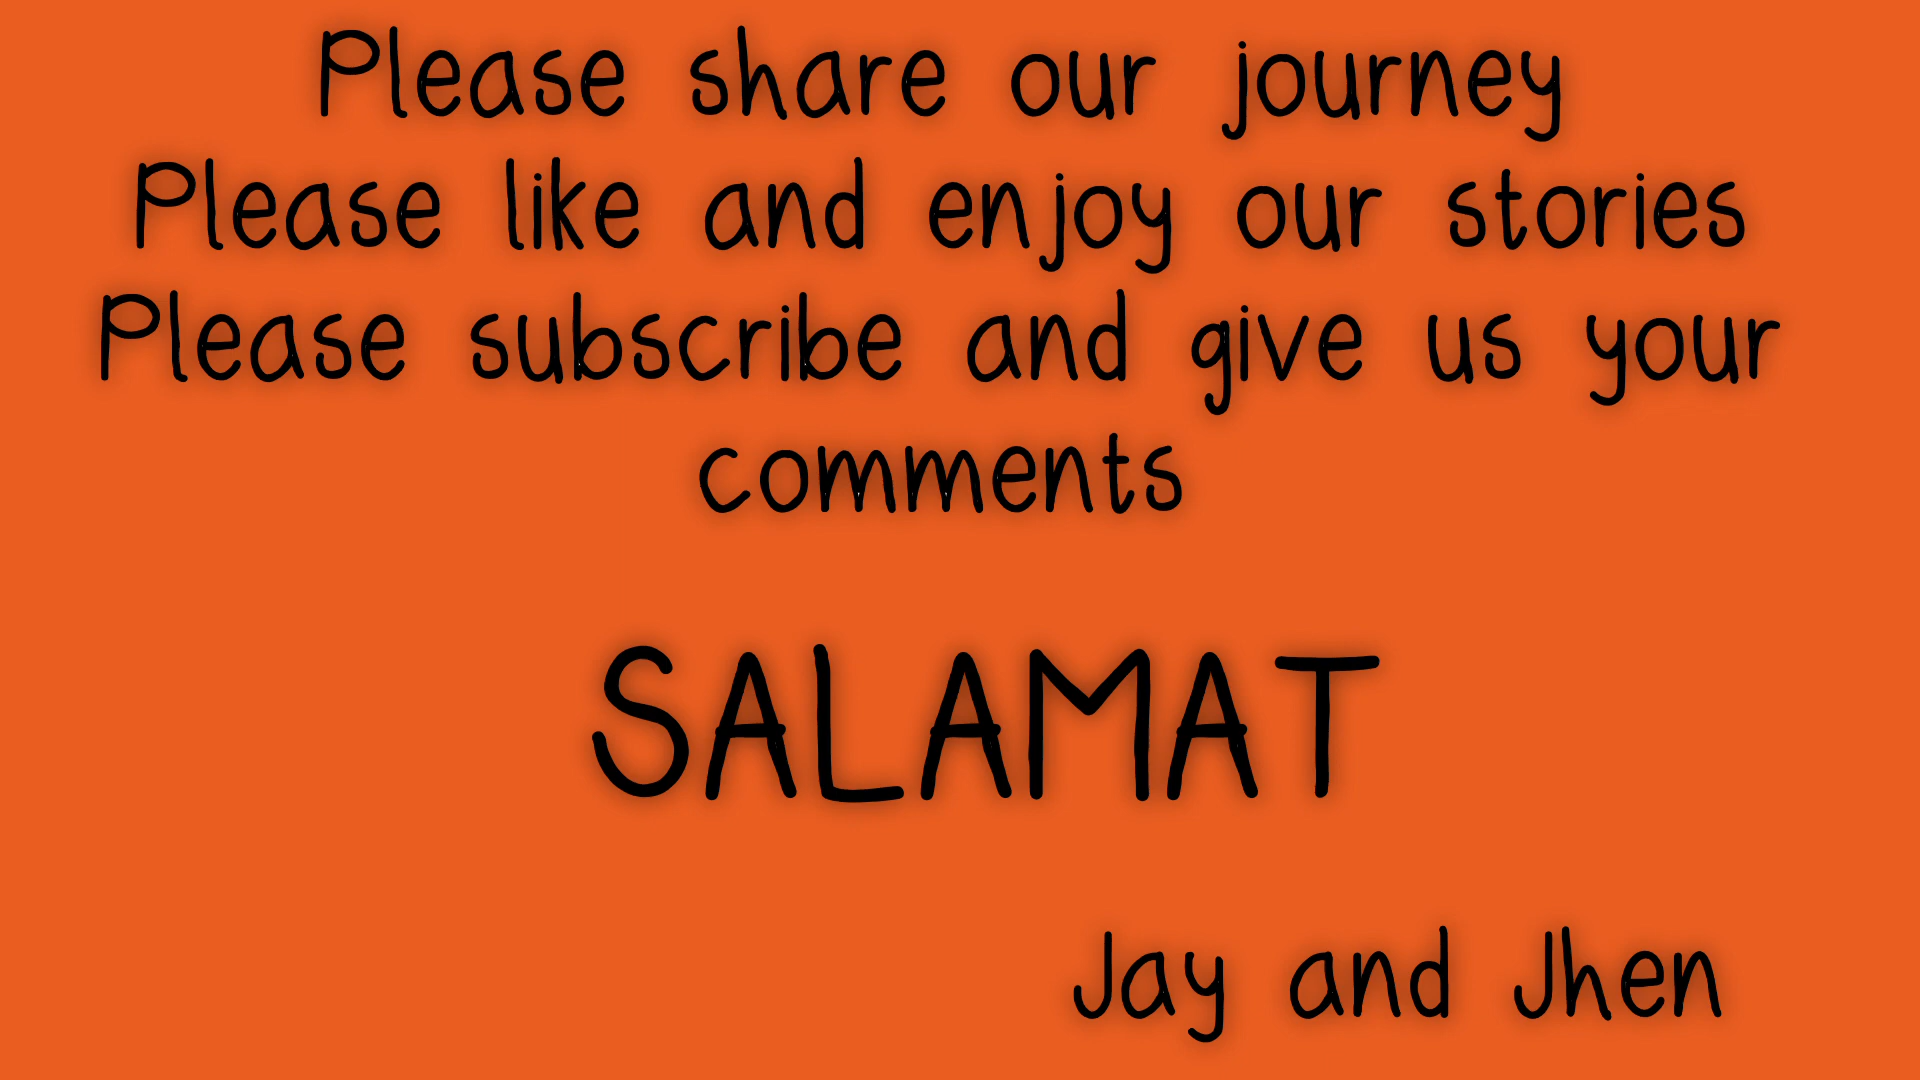 Please share our journey
Please like and enjoy our stories
Please subscribe and give us your
comments
SALAMAT
Jay and Jhen